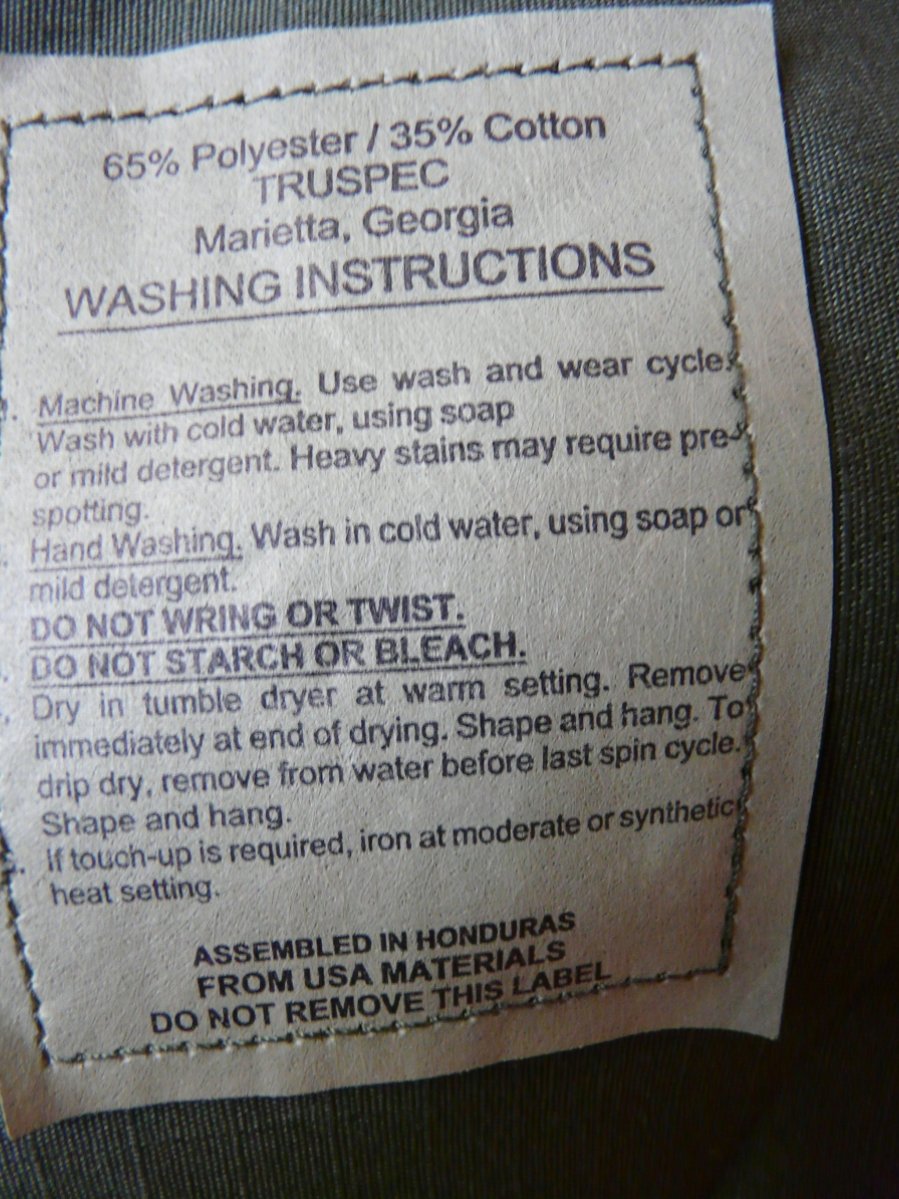 65% Polyester / 35% Cotton
TRUSPEC
Marietta, Georgia
WASHING INSTRUCTIONS
. Machine Washing. Use wash and wear cycle.
Wash with cold water, using soap
or mild detergent. Heavy stains may require pre-
spotting.
. Hand Washing. Wash in cold water, using soap or
mild detergent.
DO NOT WRING OR TWIST.
. DO NOT STARCH OR BLEACH.
. Dry in tumble dryer at warm setting. Remove
immediately at end of drying. Shape and hang. To
drip dry, remove from water before last spin cycle.
Shape and hang.
. If touch-up is required, iron at moderate or synthetic
heat setting.
ASSEMBLED IN HONDURAS
FROM USA MATERIALS
DO NOT REMOVE THIS LABEL